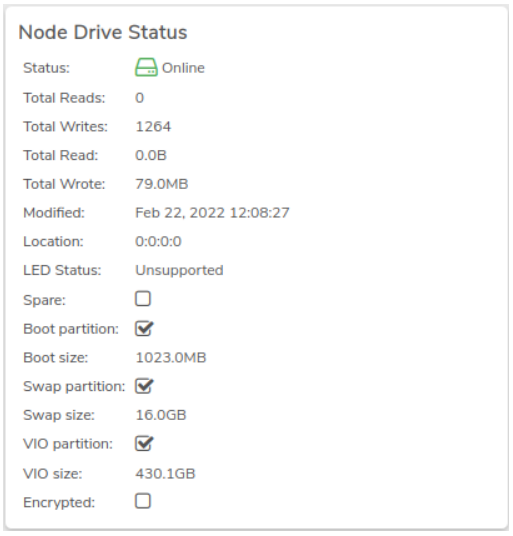 Node Drive Status
Status: Online
Total Reads: 0
Total Writes: 1264
Total Read: 0.0B
Total Wrote: 79.0MB
Modified: Feb 22, 2022 12:08:27
Location: 0:0:0:0
LED Status: Unsupported
Spare:
Boot partition:
Boot size: 1023.0MB
Swap partition:
Swap size: 16.0GB
VIO partition:
VIO size: 430.1GB
Encrypted: